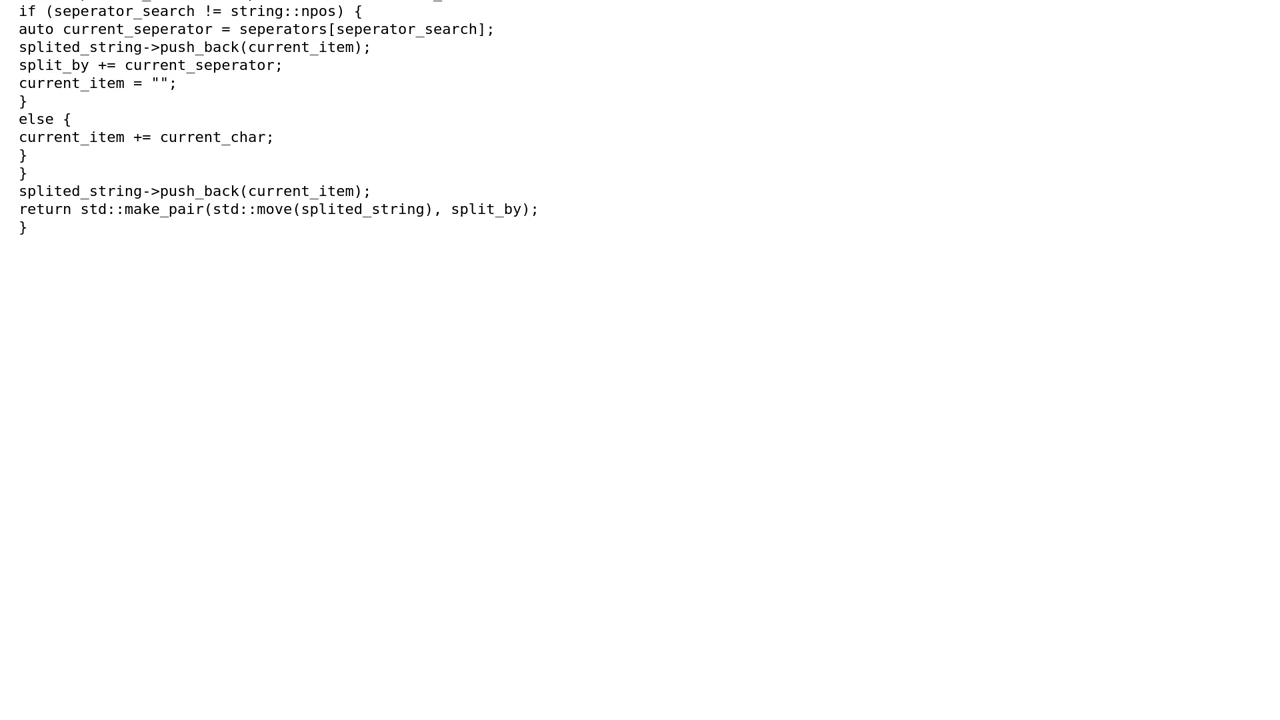 if (seperator_search != string::npos) {
auto current_seperator = seperators[seperator_search];
splited_string->push_back(current_item);
split_by += current_seperator;
current_item = "";
}
else {
current_item += current_char;
}
}
splited_string->push_back(current_item);
return std::make_pair(std::move(splited_string), split_by);
}